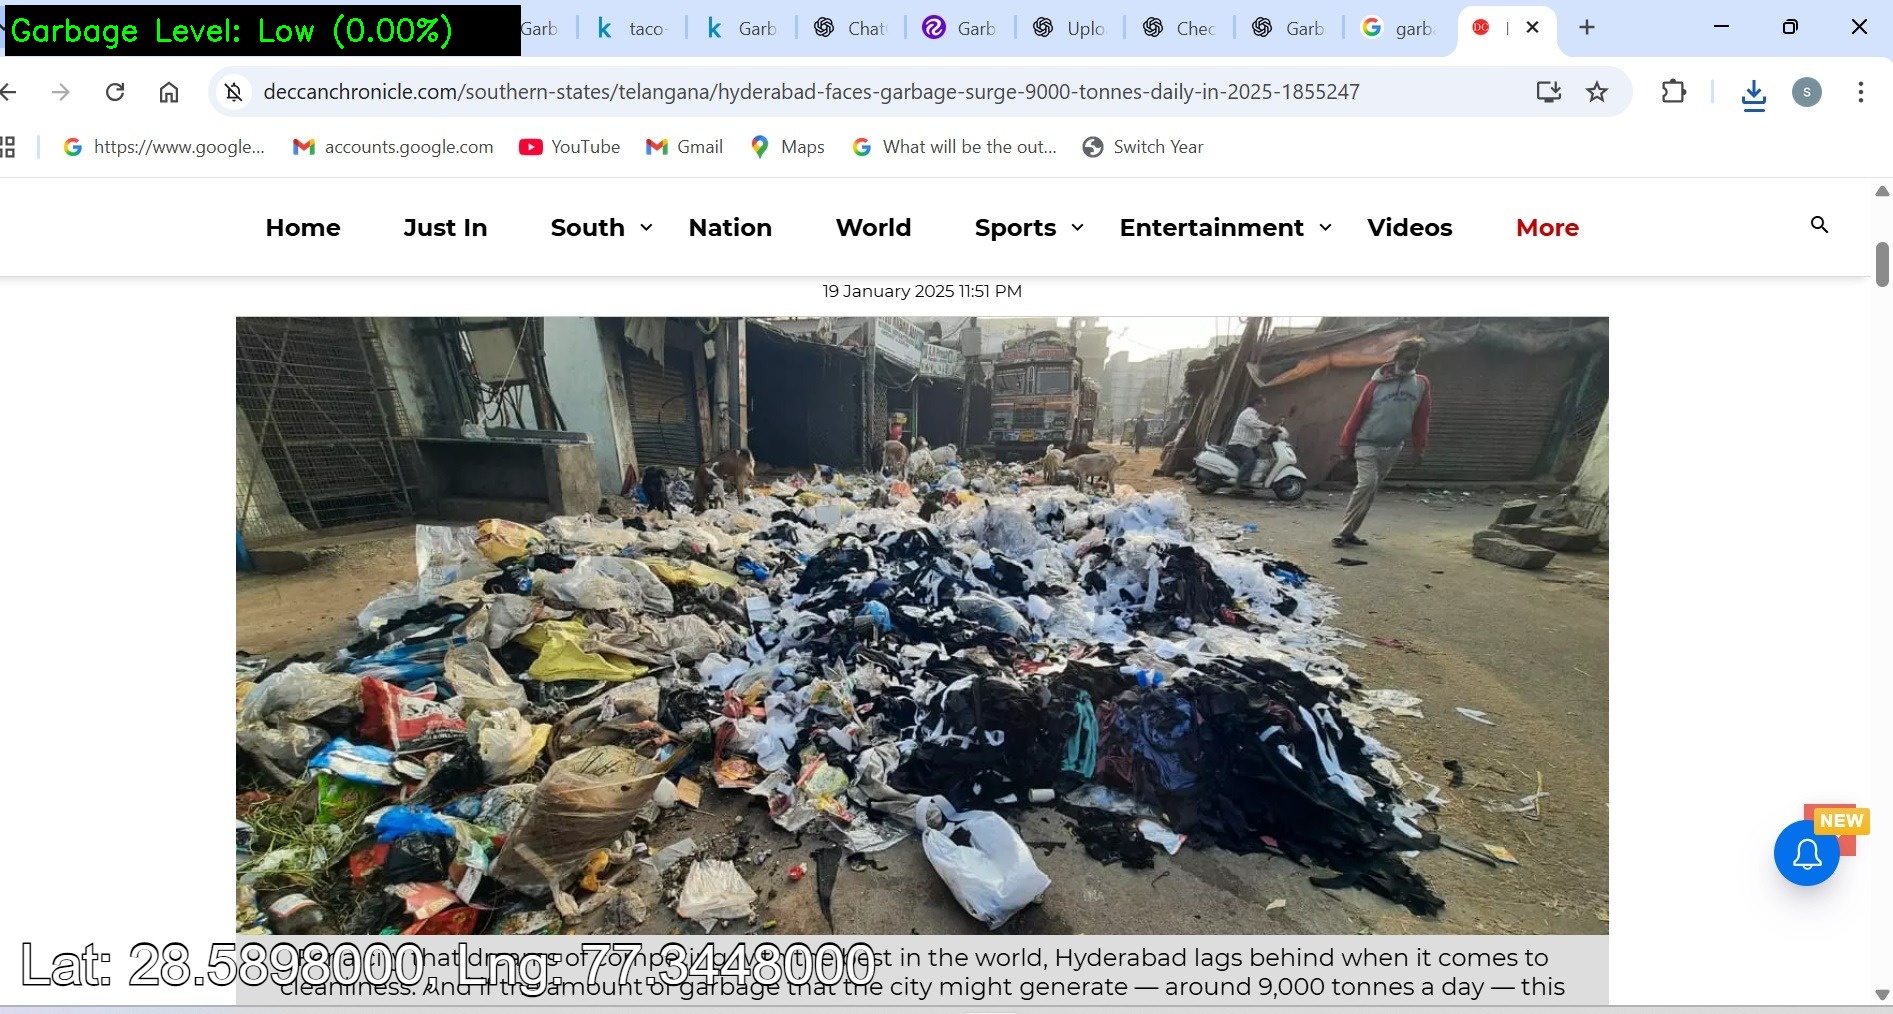 Garbage Level: Low (0.00%)
Garb
taco-
Garb
Chat
Garb
Uplo
Chec
Garb
garb
deccanchronicle.com/southern-states/telangana/hyderabad-faces-garbage-surge-9000-tonnes-daily-in-2025-1855247
S
https://www.google...
accounts.google.com
YouTube
Gmail
Maps
What will be the out...
Switch Year
Home
Just In
South
Nation
World
Sports
Entertainment
Videos
More
19 January 2025 11:51 PM
NEW
Lat: 28.5898000, Lng: 77.3448000
that dreams of competing best in the world, Hyderabad lags behind when it comes to
cleanliness. And if the amount of garbage that the city might generate — around 9,000 tonnes a day — this